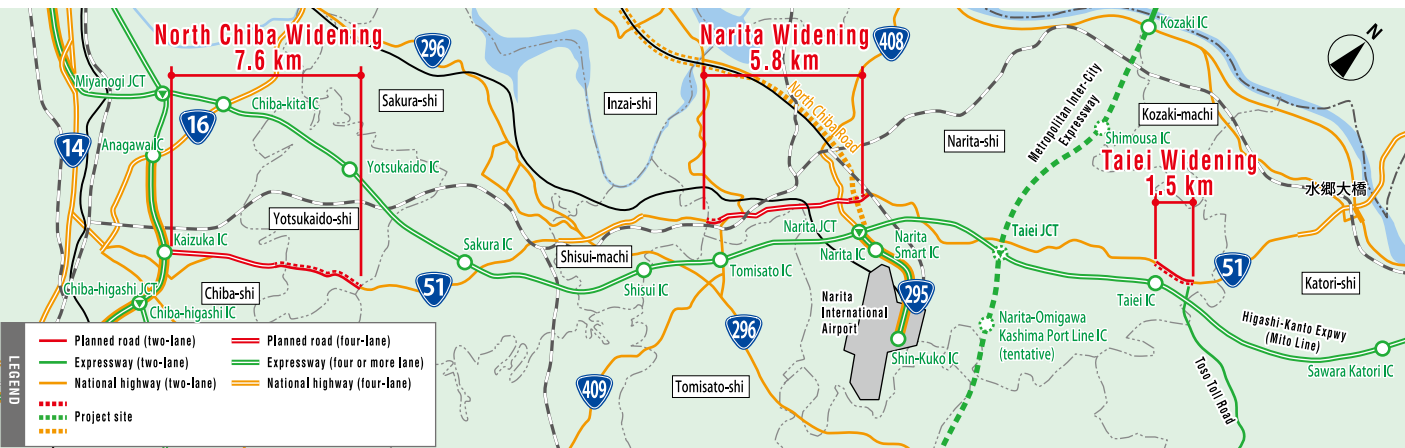 North Chiba Widening
7.6 km
Narita Widening
5.8 km
Taiei Widening
1.5 km
N
296
408
14
16
51
296
409
295
51
Miyanogi JCT
Chiba-kita IC
Sakura-shi
Inzai-shi
North Chiba Road
Narita-shi
Metropolitan Inter-City
Expressway
Kozaki IC
Kozaki-machi
Shimousa IC
水郷大橋
Anagawa IC
Yotsukaido IC
Yotsukaido-shi
Kaizuka IC
Sakura IC
Shisui-machi
Shisui IC
Tomisato IC
Narita JCT
Narita IC
Narita
Smart IC
Taiei JCT
Taiei IC
Katori-shi
Chiba-higashi JCT
Chiba-higashi IC
Chiba-shi
Narita
International
Airport
Shin-Kuko IC
Narita-Omigawa
Kashima Port Line IC
(tentative)
Higashi-Kanto Expwy
(Mito Line)
Sawara Katori IC
Toso Toll Road
Tomisato-shi
LEGEND
Planned road (two-lane)
Planned road (four-lane)
Expressway (two-lane)
Expressway (four or more lane)
National highway (two-lane)
National highway (four-lane)
Project site